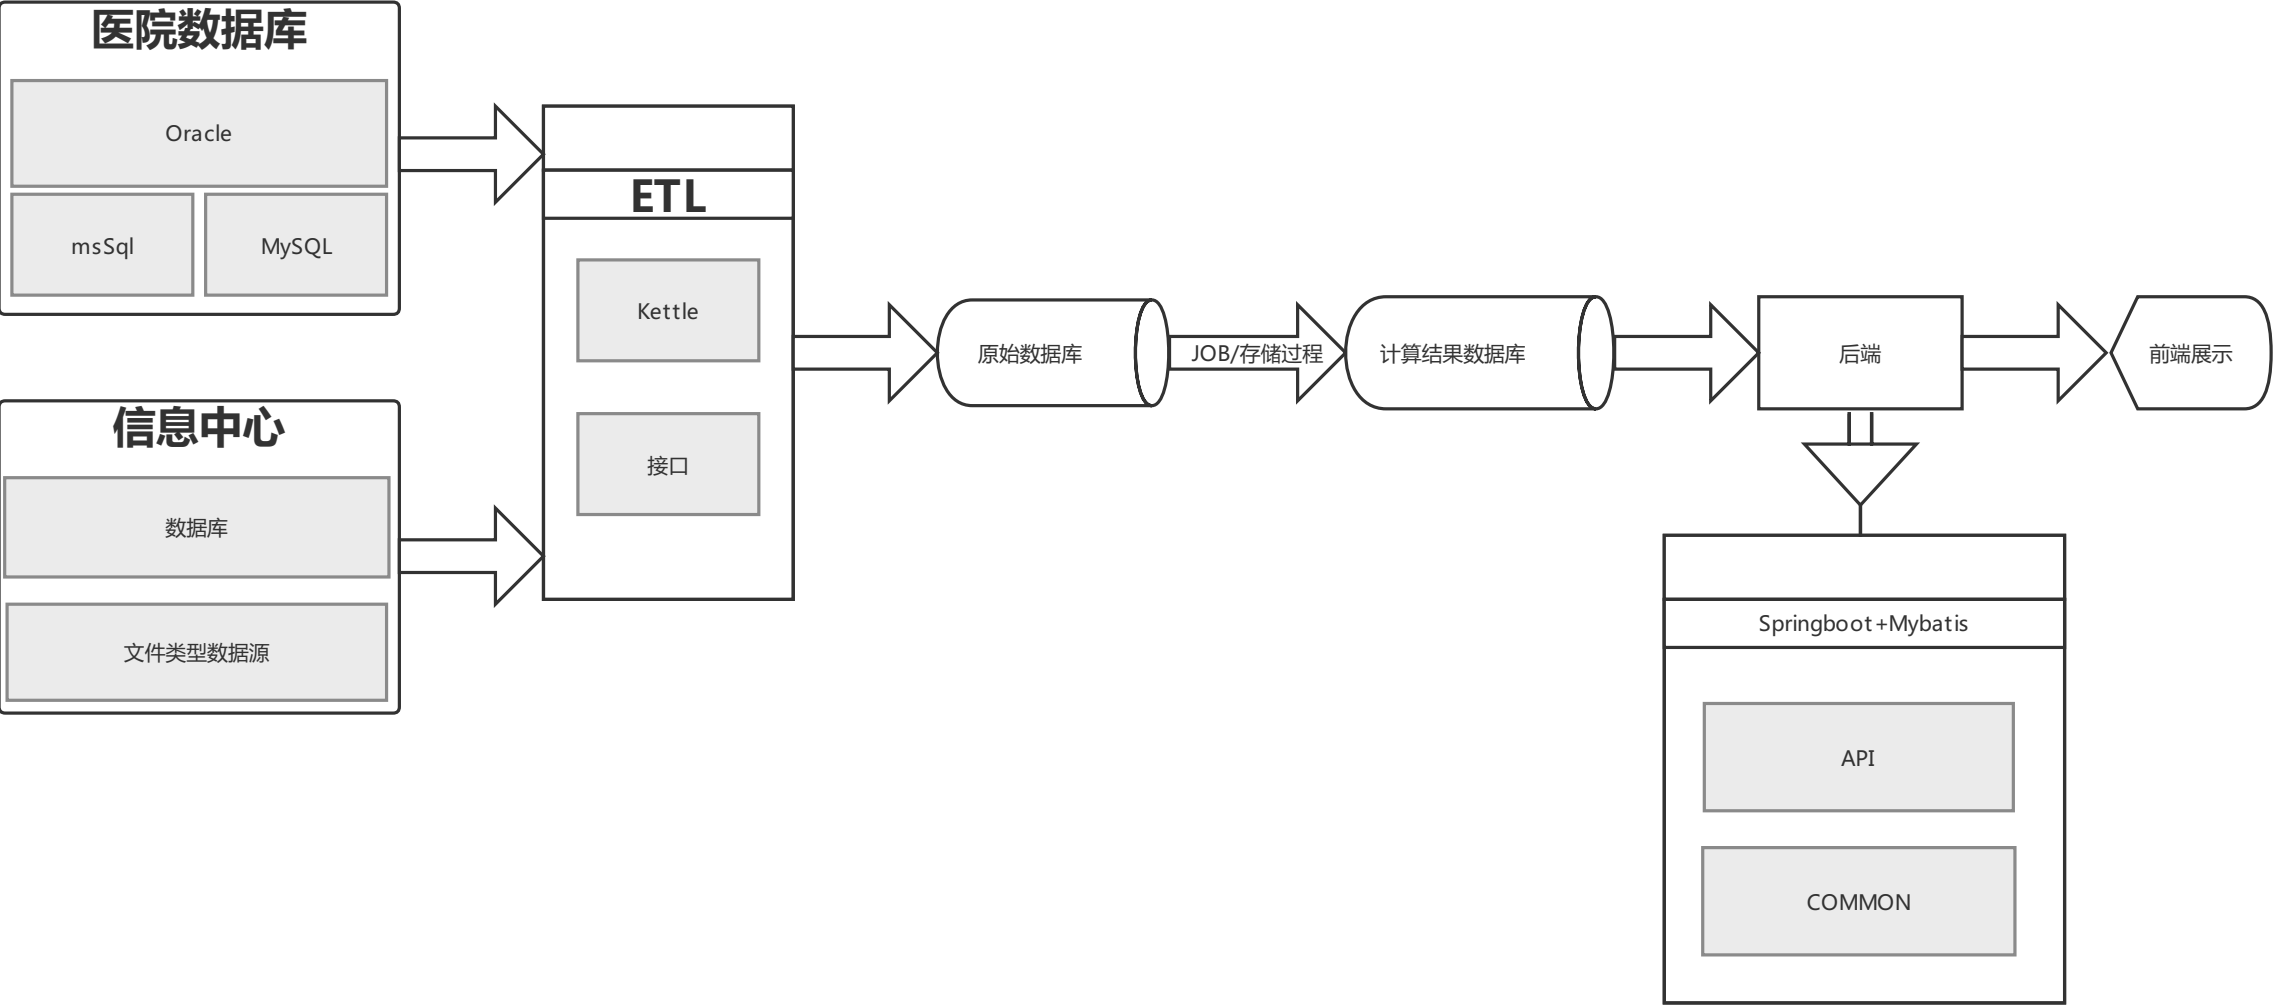 医院数据库
Oracle
msSql
MySQL
信息中心
数据库
文件类型数据源
ETL
Kettle
接口
原始数据库
JOB/存储过程
计算结果数据库
后端
前端展示
Springboot+Mybatis
API
COMMON